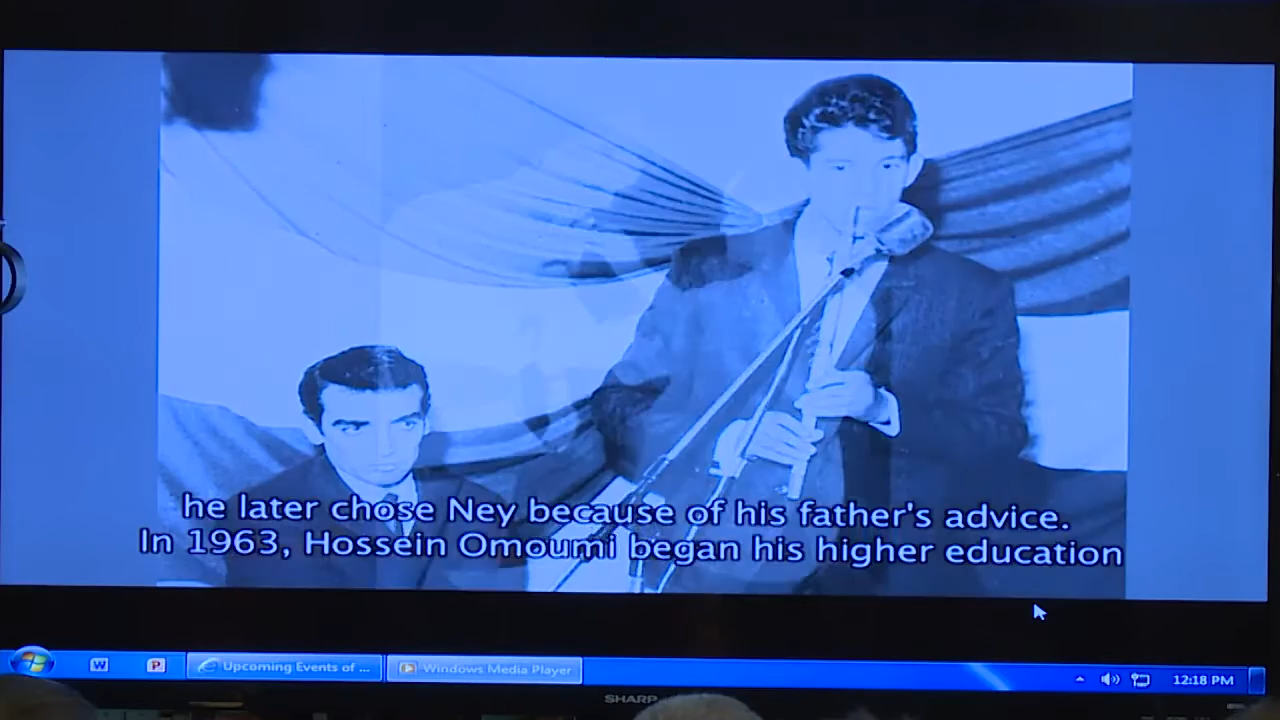 he later chose Ney because of his father's advice.
In 1963, Hossein Omoumi began his higher education
W
P
Upcoming Events of ...
Windows Media Player
12:18 PM
SHARP